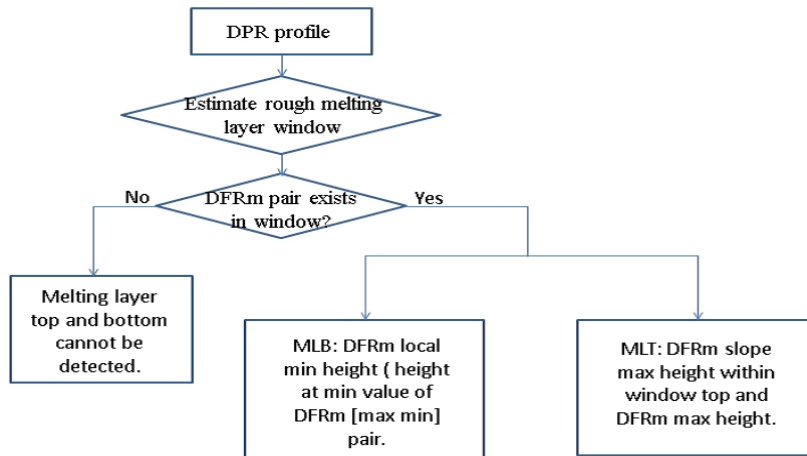 DPR profile
Estimate rough melting
layer window
No
DFRm pair exists
in window?
Yes
Melting layer
top and bottom
cannot be
detected.
MLB: DFRm local
min height ( height
at min value of
DFRm [max min]
pair.
MLT: DFRm slope
max height within
window top and
DFRm max height.